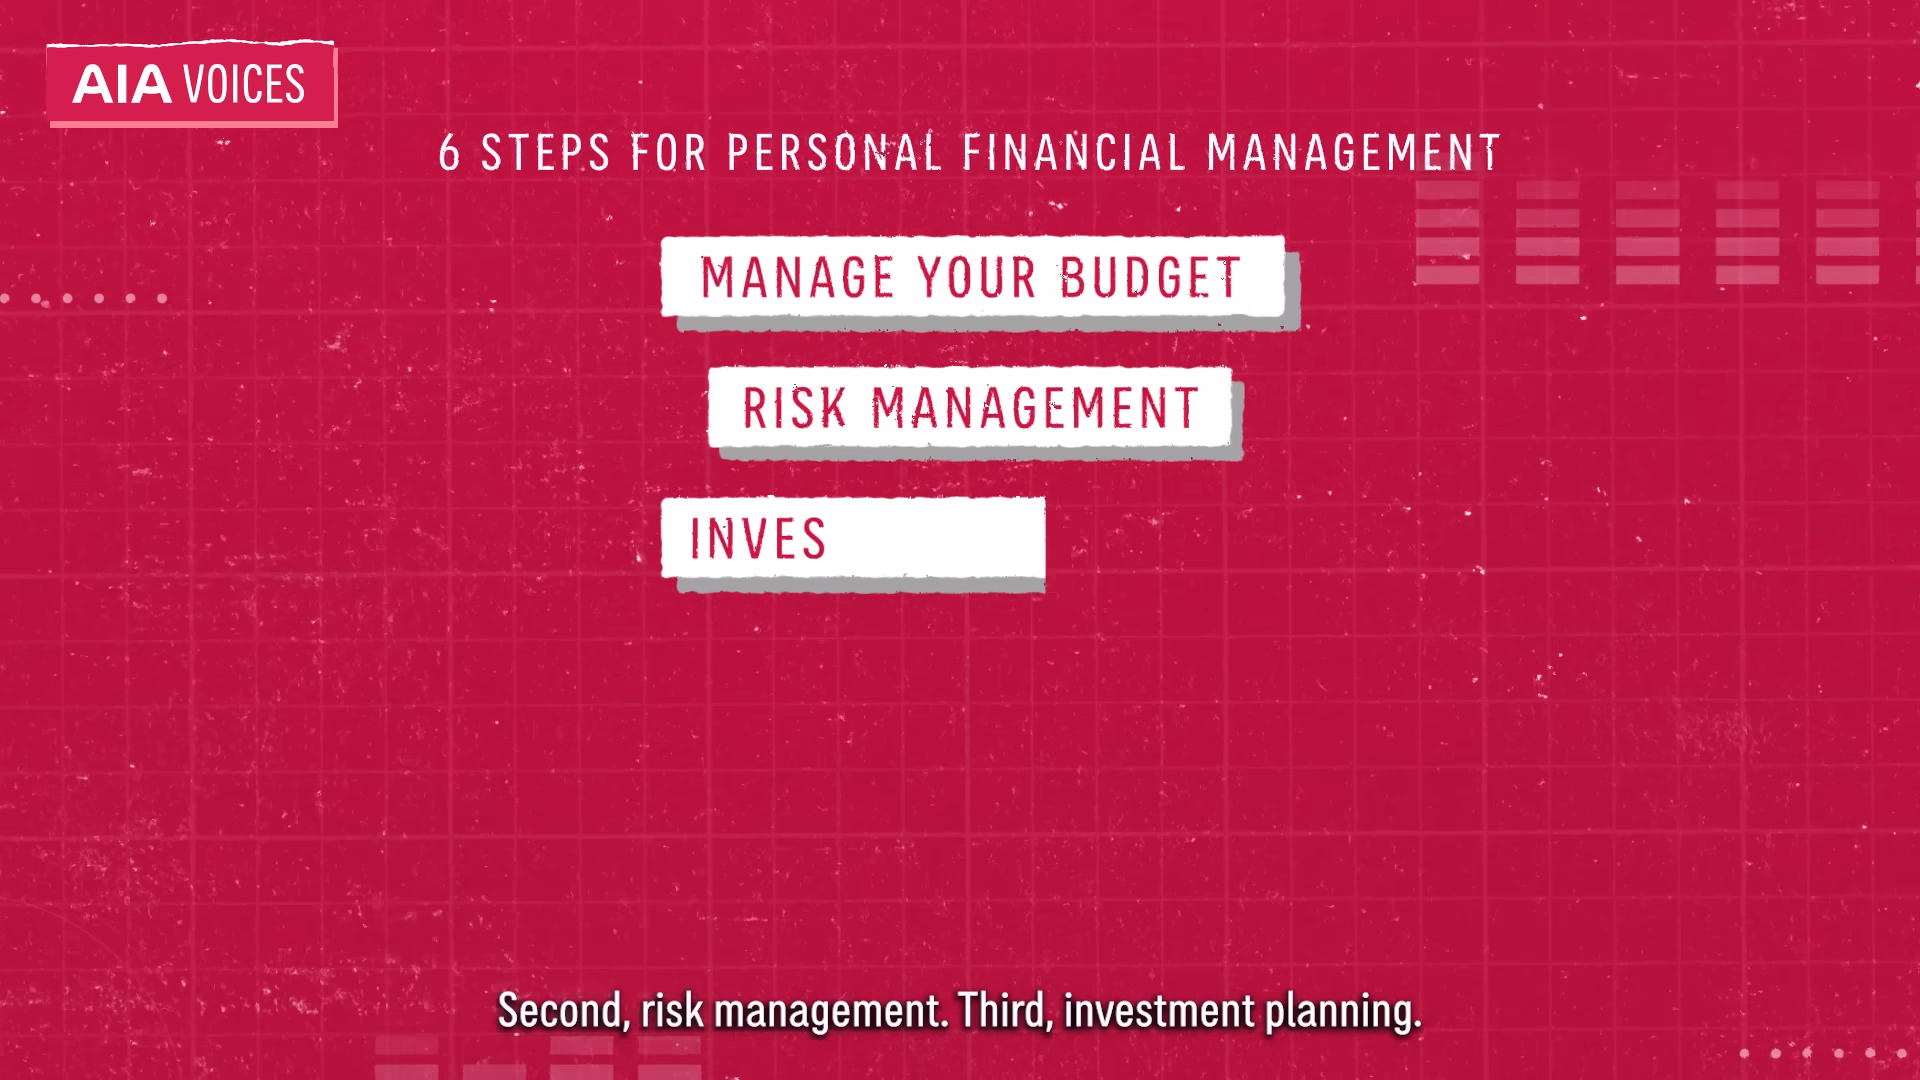 AIA VOICES
6 STEPS FOR PERSONAL FINANCIAL MANAGEMENT
MANAGE YOUR BUDGET
RISK MANAGEMENT
INVES
Second, risk management. Third, investment planning.